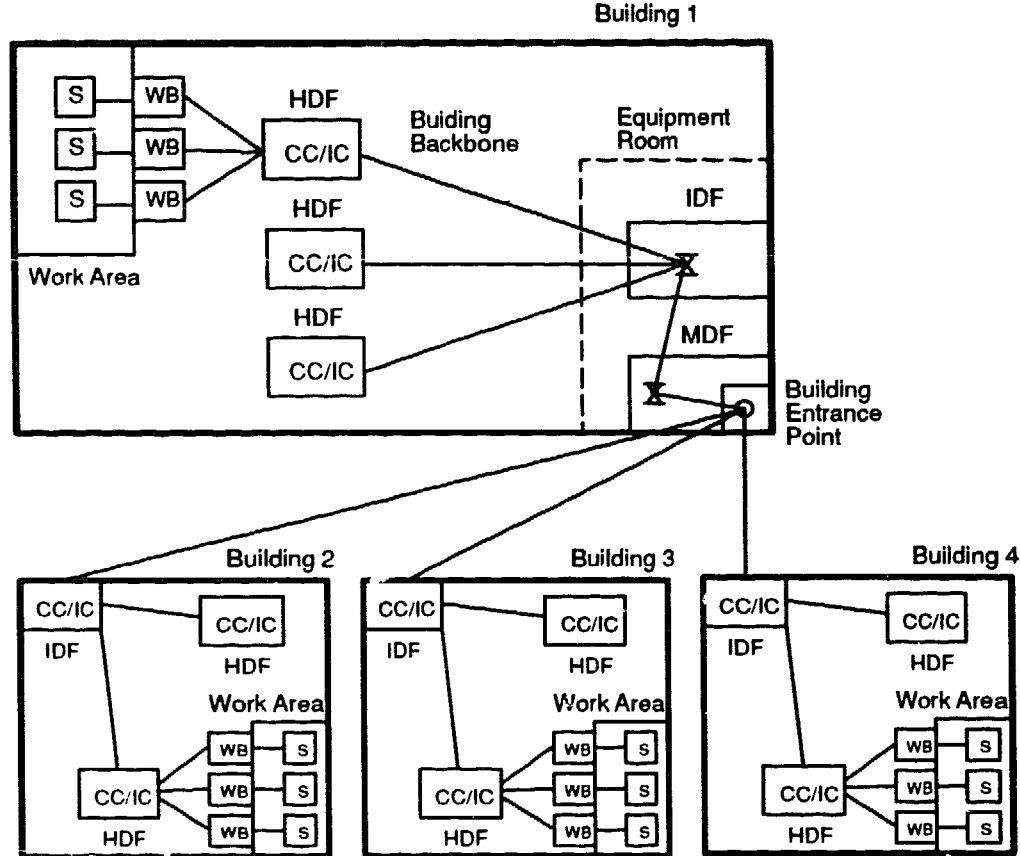 Building 1
S WB
S WB
S WB
Work Area
HDF
CC/IC
HDF
CC/IC
HDF
CC/IC
Buiding
Backbone
Equipment
Room
IDF
X
MDF
X
Building
Entrance
Point
Building 2
CC/IC
IDF
CC/IC
HDF
Work Area
CC/IC
HDF
WB S
WB S
WB S
Building 3
CC/IC
IDF
CC/IC
HDF
Work Area
CC/IC
HDF
WB S
WB S
WB S
Building 4
CC/IC
IDF
CC/IC
HDF
Work Area
CC/IC
HDF
WB S
WB S
WB S